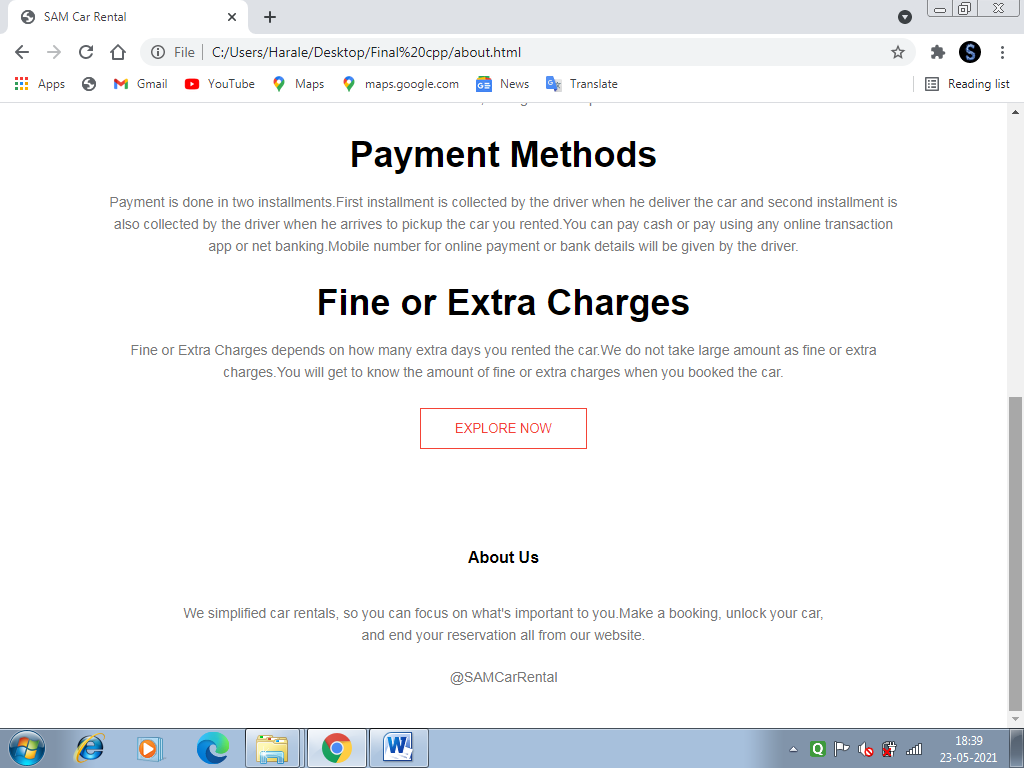 SAM Car Rental
File
C:/Users/Harale/Desktop/Final%20cpp/about.html
S
Apps
Gmail
YouTube
Maps
maps.google.com
News
Translate
Reading list
Payment Methods
Payment is done in two installments.First installment is collected by the driver when he deliver the car and second installment is
also collected by the driver when he arrives to pickup the car you rented.You can pay cash or pay using any online transaction
app or net banking.Mobile number for online payment or bank details will be given by the driver.
Fine or Extra Charges
Fine or Extra Charges depends on how many extra days you rented the car.We do not take large amount as fine or extra
charges.You will get to know the amount of fine or extra charges when you booked the car.
EXPLORE NOW
About Us
We simplified car rentals, so you can focus on what's important to you.Make a booking, unlock your car,
and end your reservation all from our website.
@SAMCarRental
18:39
23-05-2021